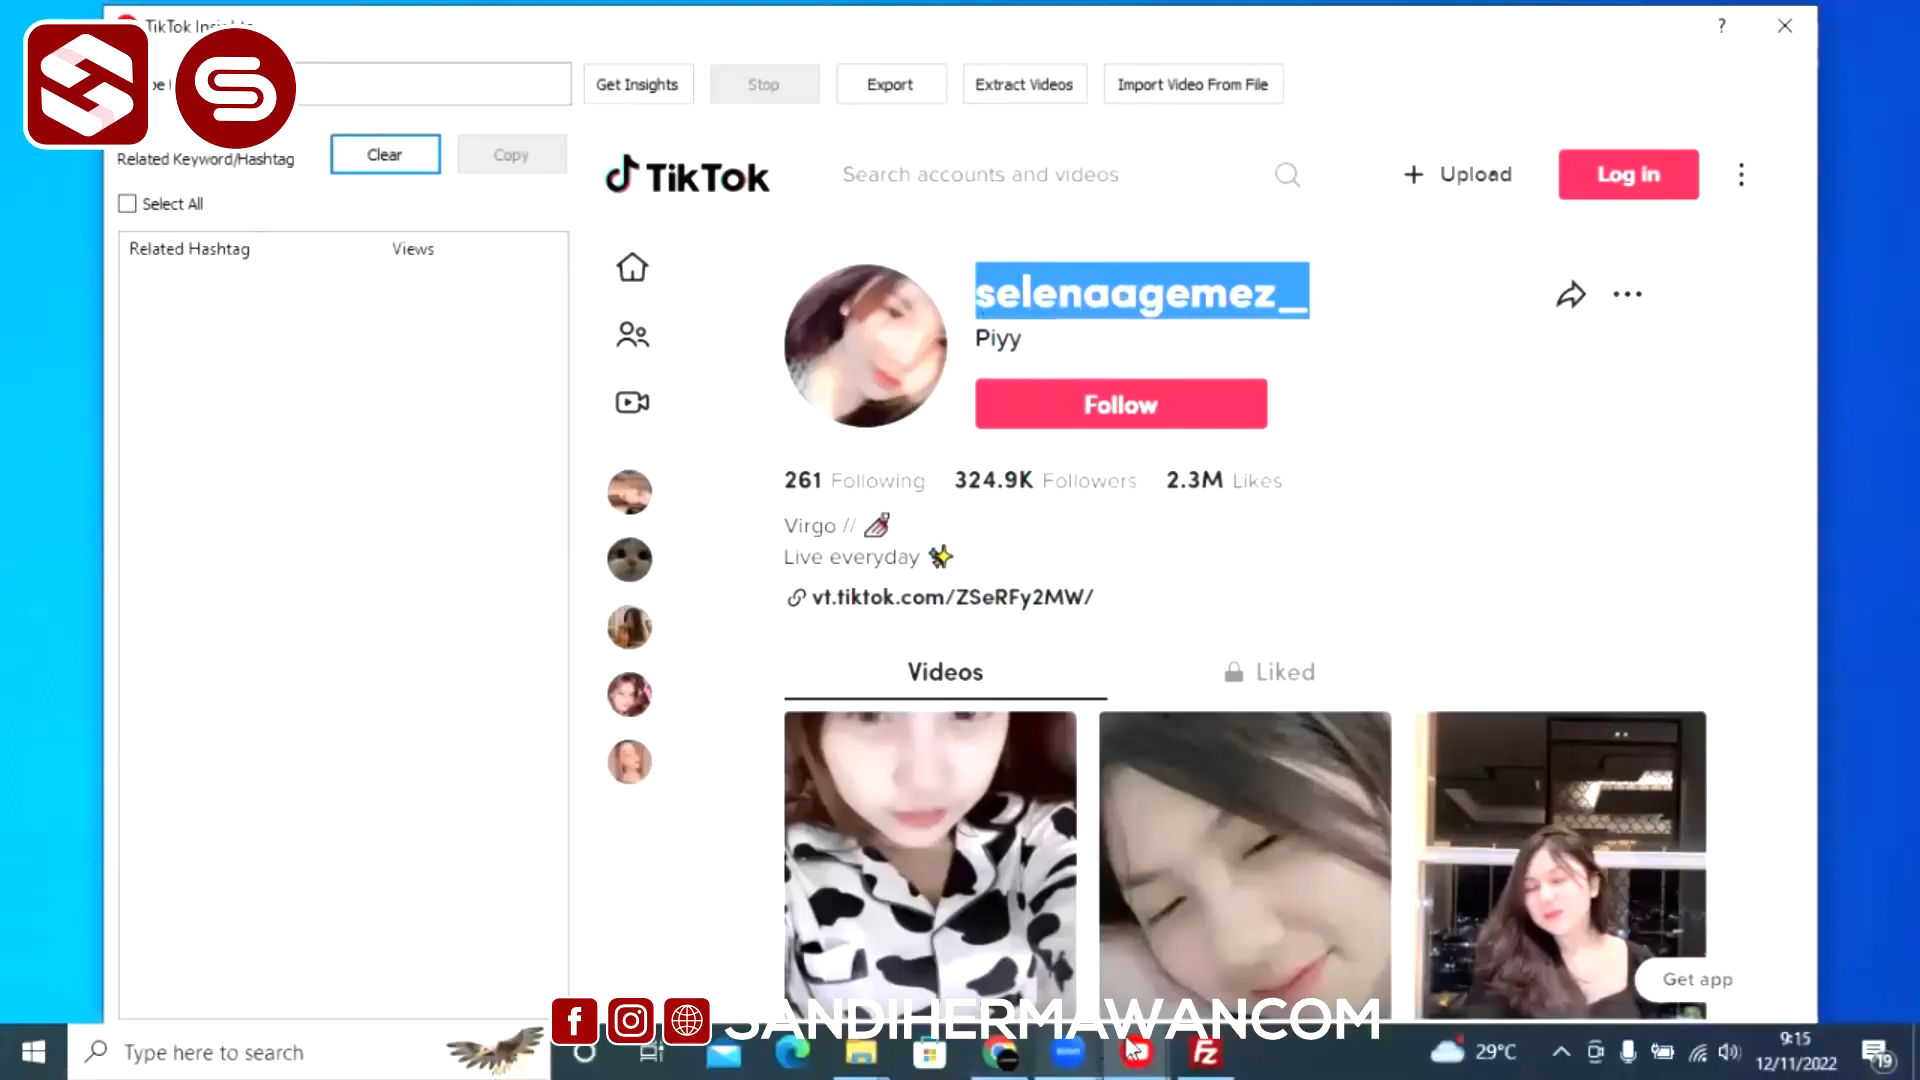 TikTok Insights
?
Get Insights
Stop
Export
Extract Videos
Import Video From File
Related Keyword/Hashtag
Clear
Copy
Select All
Related Hashtag
Views
TikTok
Search accounts and videos
+ Upload
Log in
selenaagemez_
Piyy
Follow
261 Following 324.9K Followers 2.3M Likes
Virgo //
Live everyday
vt.tiktok.com/ZSeRFy2MW/
Videos
Liked
Get app
SANDIHERMAWANCOM
Type here to search
29°C
9:15
12/11/2022
19